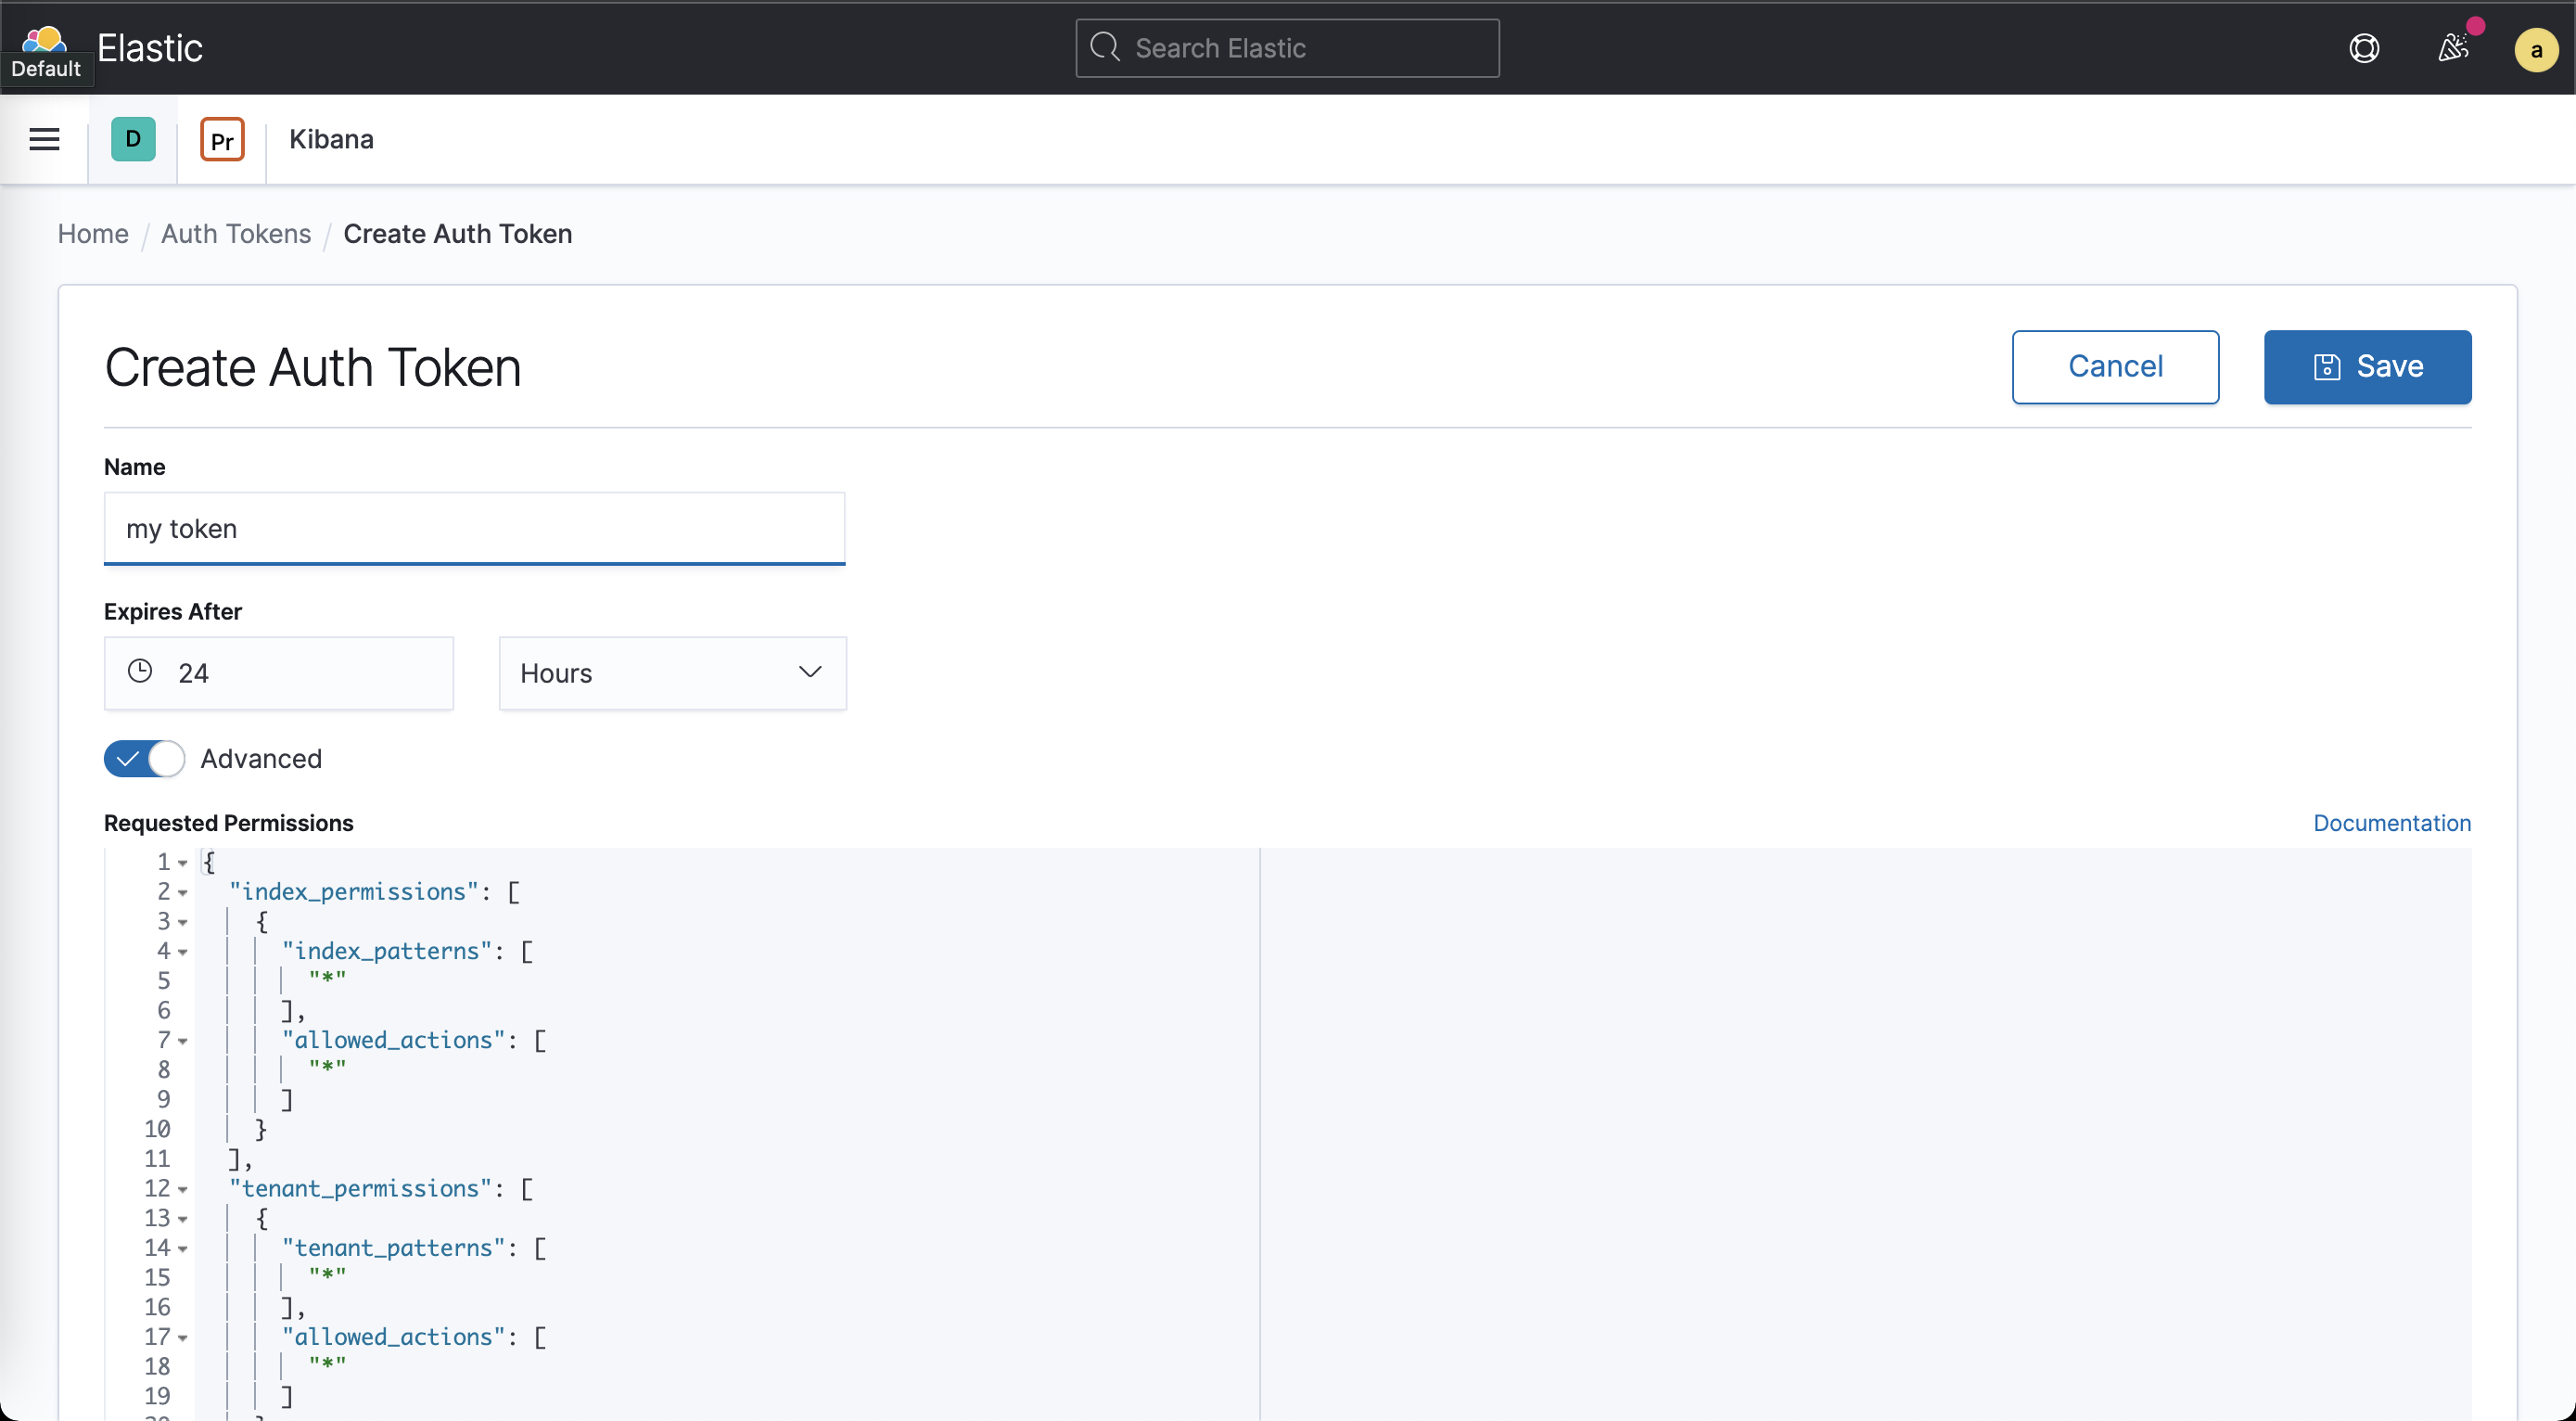 Elastic
Search Elastic
a
Default
D
Pr
Kibana
Home / Auth Tokens / Create Auth Token
Create Auth Token
Cancel
Save
Name
my token
Expires After
24
Hours
Advanced
Requested Permissions
Documentation
1 {
2 "index_permissions": [
3 {
4 "index_patterns": [
5 "*"
6 ],
7 "allowed_actions": [
8 "*"
9 ]
10 }
11 ],
12 "tenant_permissions": [
13 {
14 "tenant_patterns": [
15 "*"
16 ],
17 "allowed_actions": [
18 "*"
19 ]